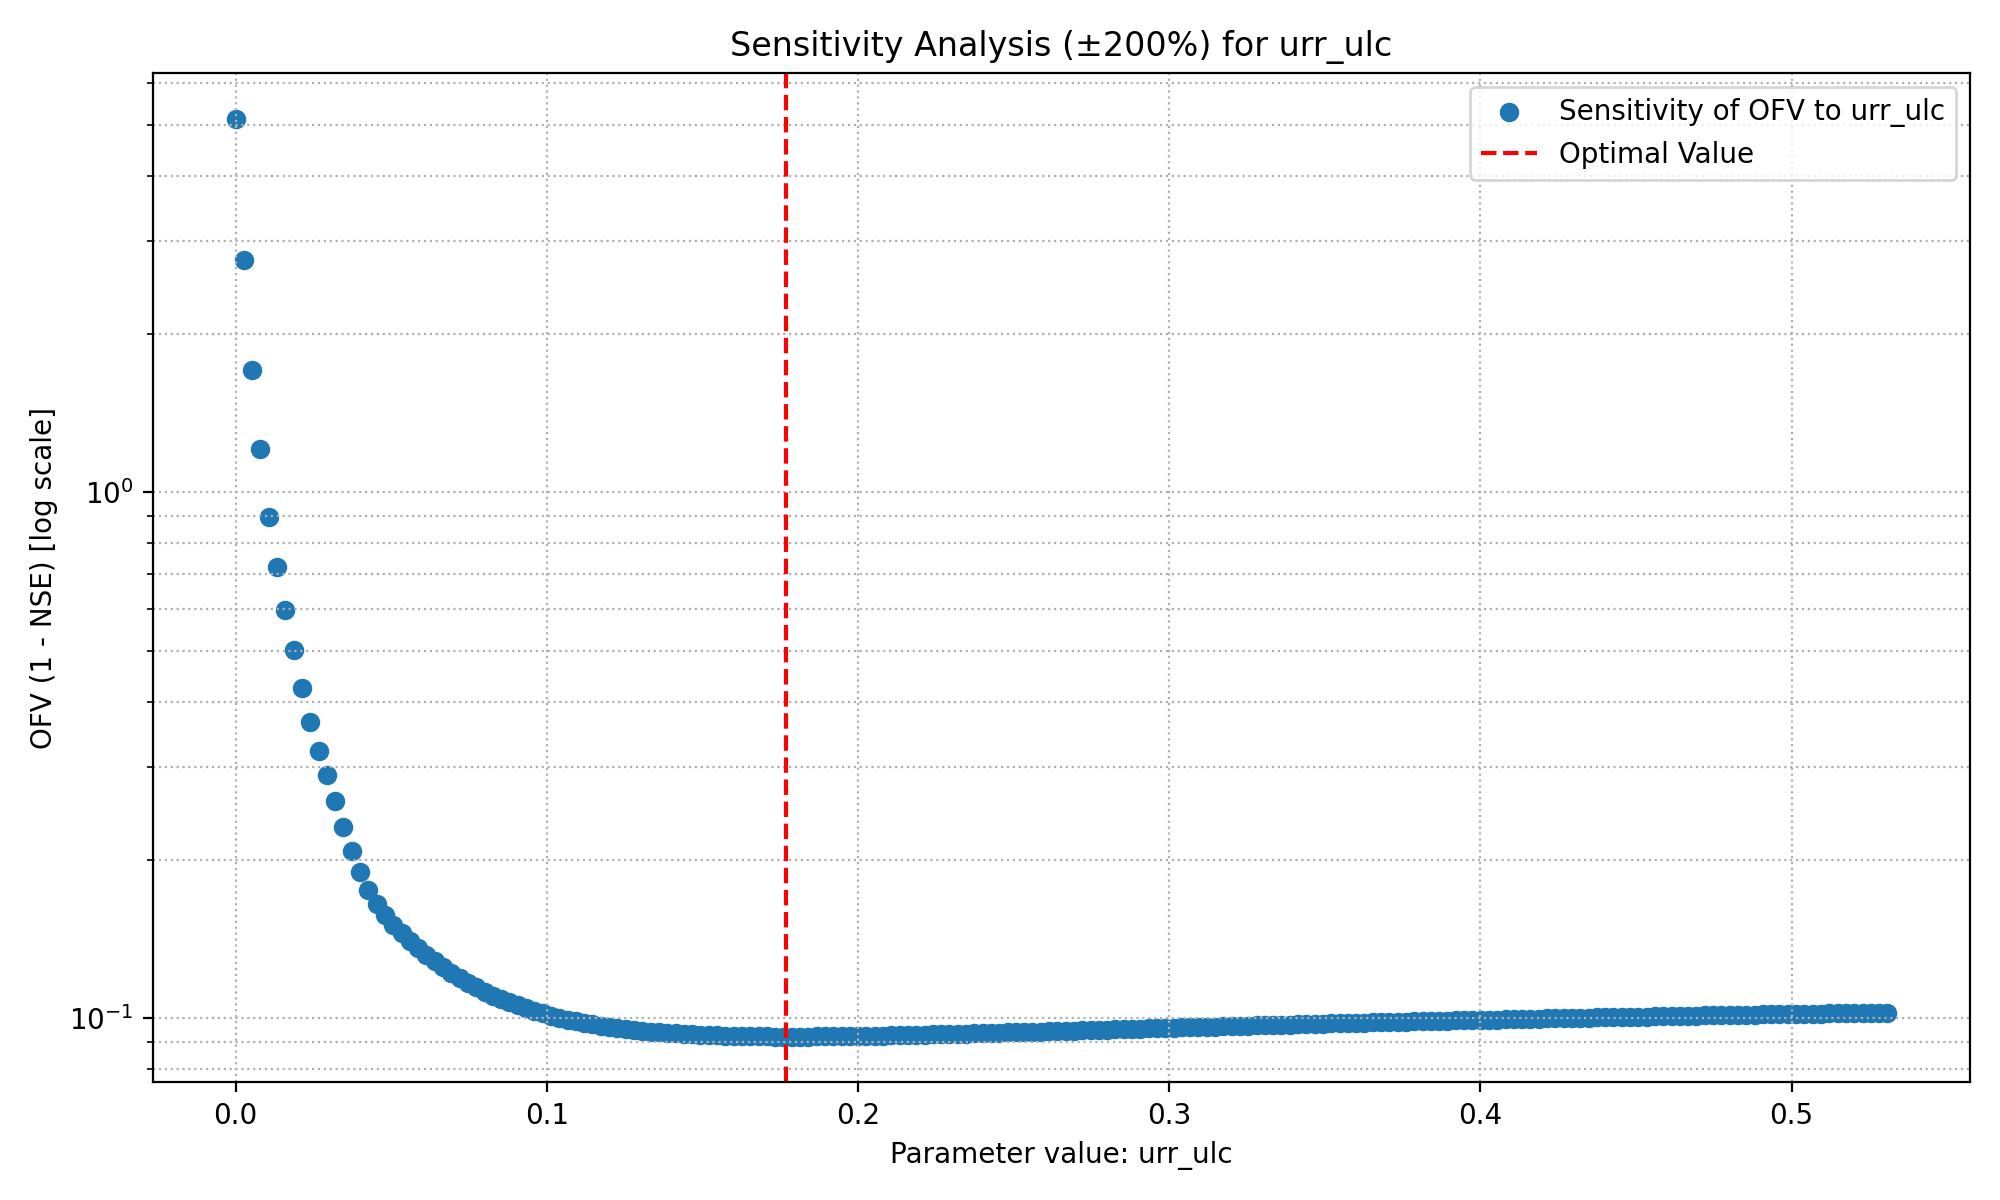 Sensitivity Analysis (±200%) for urr_ulc
Sensitivity of OFV to urr_ulc
Optimal Value
OFV (1 - NSE) [log scale]
10⁰
10⁻¹
0.0 0.1 0.2 0.3 0.4 0.5
Parameter value: urr_ulc